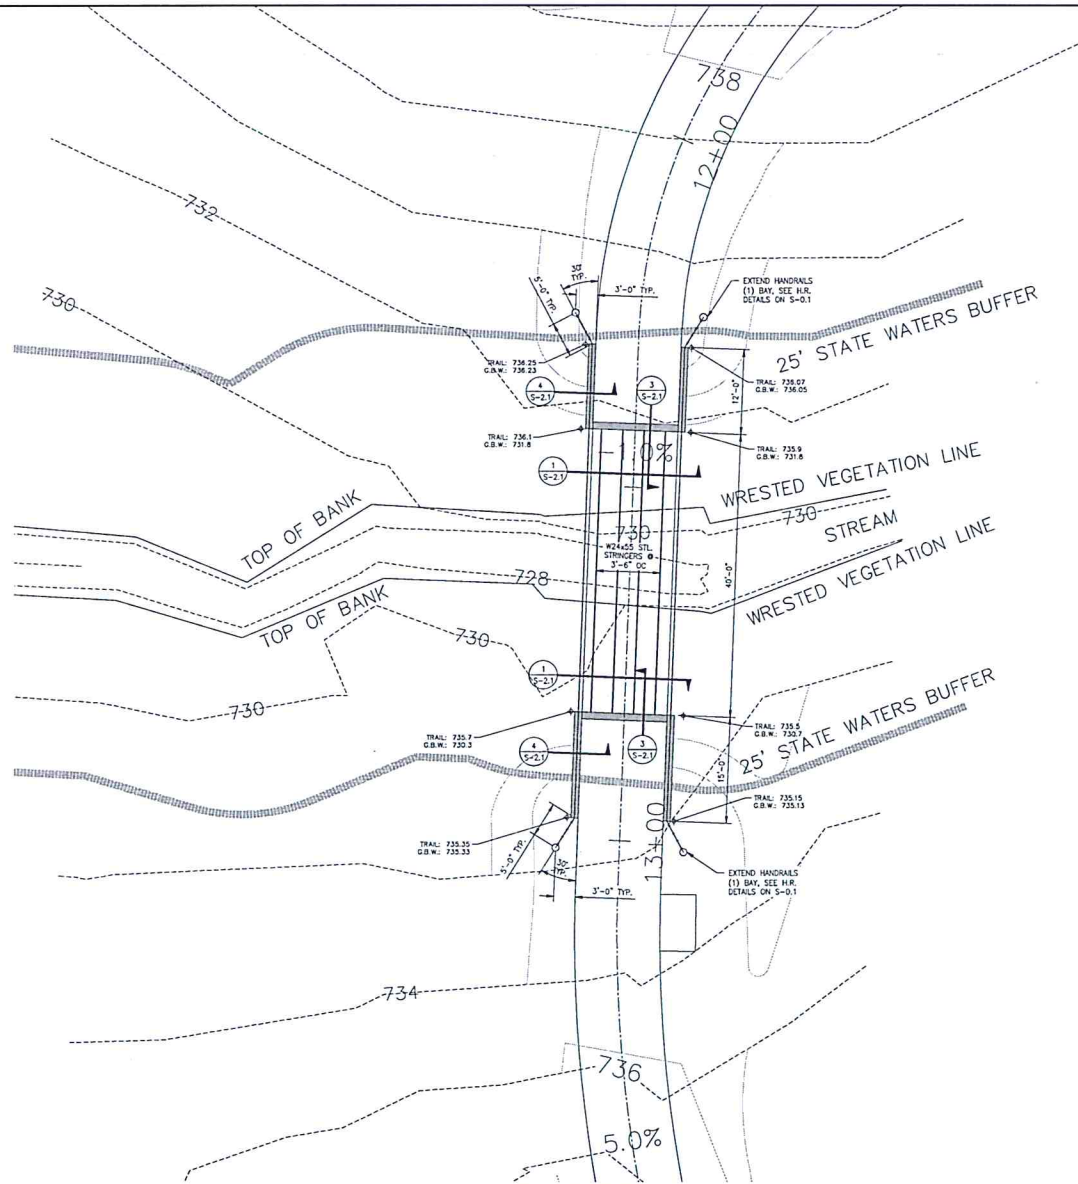 738
12+00
732
730
30°
TYP.
5'-0" TYP.
3'-0" TYP.
EXTEND HANDRAILS
(1) BAY, SEE H.R.
DETAILS ON S-0.1
25' STATE WATERS BUFFER
TRAIL: 736.25
G.B.W.: 736.23
TRAIL: 736.07
G.B.W.: 736.05
12'-0"
4
S-2.1
3
S-2.1
TRAIL: 736.1
G.B.W.: 731.8
TRAIL: 735.9
G.B.W.: 731.8
-1.0%
1
S-2.1
WRESTED VEGETATION LINE
TOP OF BANK
730
730
STREAM
W24x55 STL.
STRINGERS @
3'-6" OC
728
40'-0"
WRESTED VEGETATION LINE
TOP OF BANK
730
1
S-2.1
730
TRAIL: 735.7
G.B.W.: 730.3
TRAIL: 735.5
G.B.W.: 730.7
4
S-2.1
3
S-2.1
25' STATE WATERS BUFFER
15'-0"
TRAIL: 735.15
G.B.W.: 735.13
TRAIL: 735.35
G.B.W.: 735.33
13+00
5'-0" TYP.
30°
TYP.
3'-0" TYP.
EXTEND HANDRAILS
(1) BAY, SEE H.R.
DETAILS ON S-0.1
734
736
5.0%